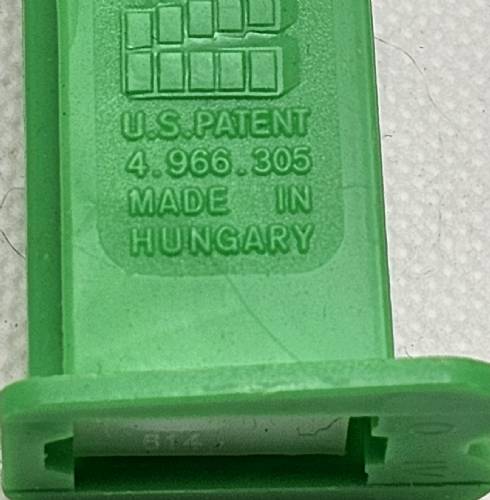 U.S.PATENT
4.966.305
MADE IN
HUNGARY